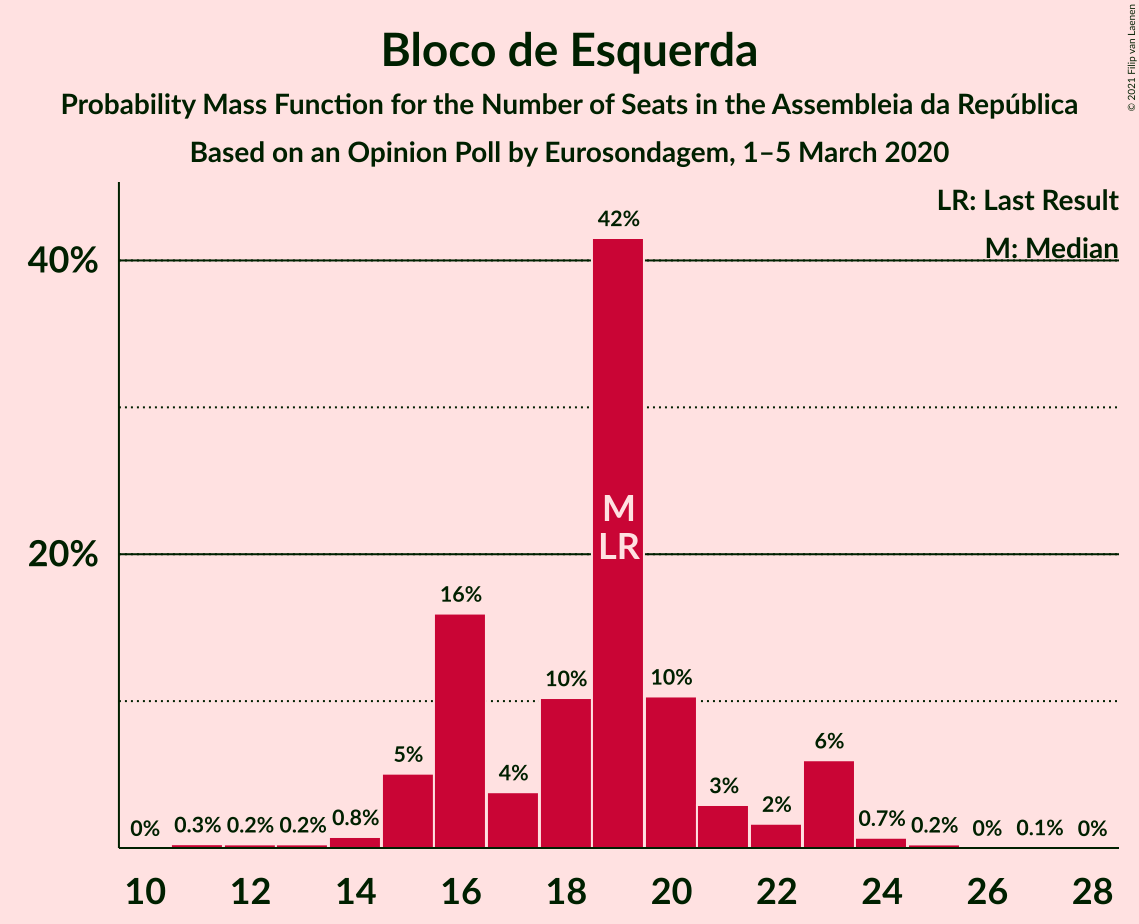 Bloco de Esquerda
Probability Mass Function for the Number of Seats in the Assembleia da República
Based on an Opinion Poll by Eurosondagem, 1–5 March 2020
© 2021 Filip van Laenen
LR: Last Result
M: Median
40%
20%
0%
0.3%
0.2%
0.2%
0.8%
5%
16%
4%
10%
42%
M
LR
10%
3%
2%
6%
0.7%
0.2%
0%
0.1%
0%
10 12 14 16 18 20 22 24 26 28